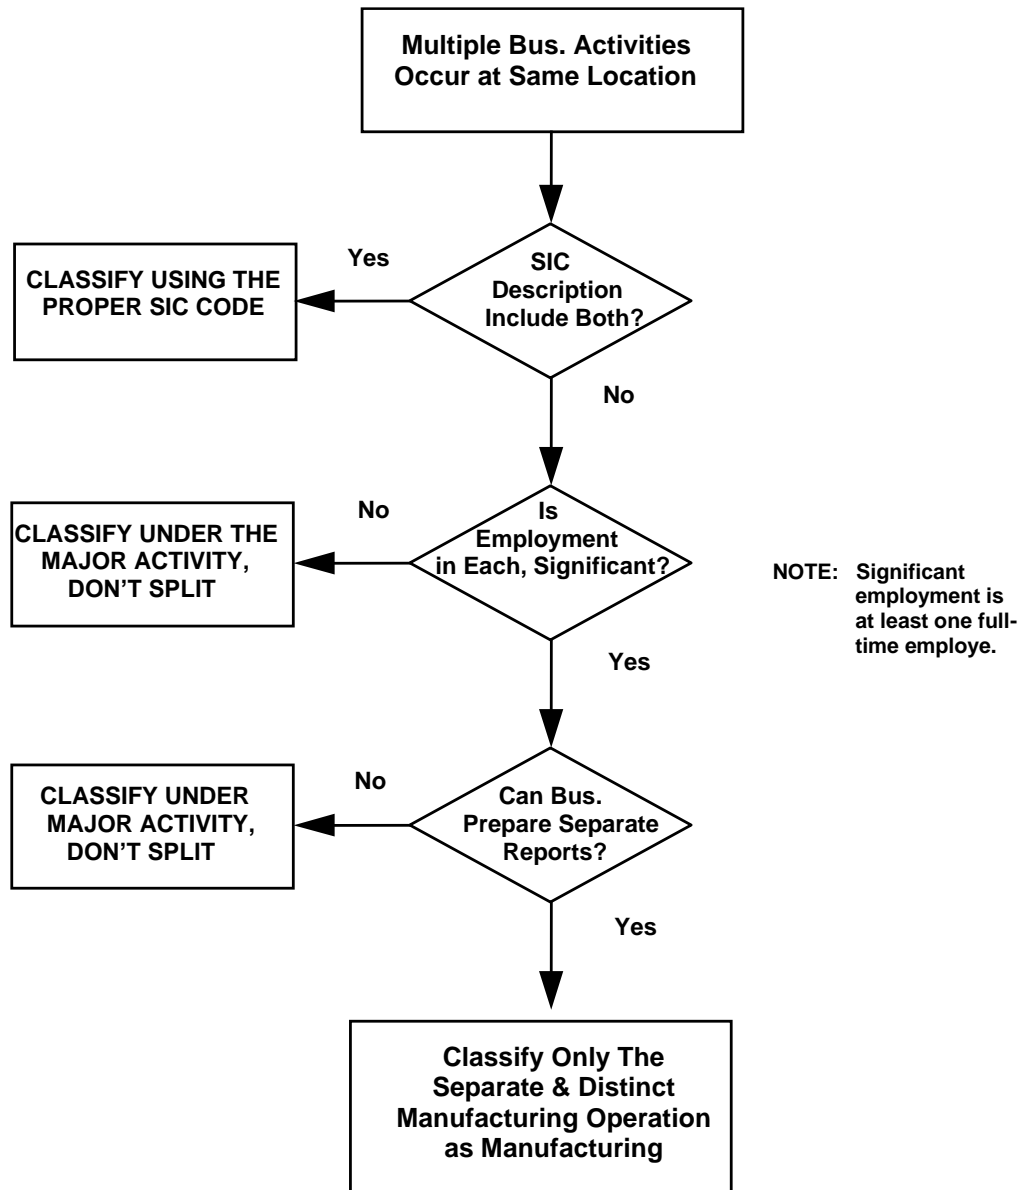 Multiple Bus. Activities
Occur at Same Location
Yes
SIC
Description
Include Both?
CLASSIFY USING THE
PROPER SIC CODE
No
No
Is
Employment
in Each, Significant?
CLASSIFY UNDER THE
MAJOR ACTIVITY,
DON'T SPLIT
NOTE: Significant
employment is
at least one full-
time employe.
Yes
No
Can Bus.
Prepare Separate
Reports?
CLASSIFY UNDER
MAJOR ACTIVITY,
DON'T SPLIT
Yes
Classify Only The
Separate & Distinct
Manufacturing Operation
as Manufacturing